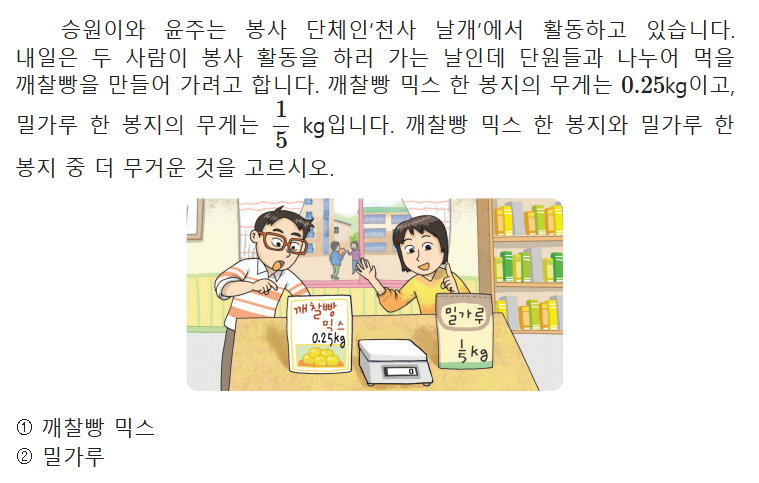 승원이와 윤주는 봉사 단체인‘천사 날개’에서 활동하고 있습니다.
내일은 두 사람이 봉사 활동을 하러 가는 날인데 단원들과 나누어 먹을
깨찰빵을 만들어 가려고 합니다. 깨찰빵 믹스 한 봉지의 무게는 0.25kg이고,
밀가루 한 봉지의 무게는 1/5 kg입니다. 깨찰빵 믹스 한 봉지와 밀가루 한
봉지 중 더 무거운 것을 고르시오.
깨찰빵
믹스
0.25kg
밀가루
1/5 kg
0
① 깨찰빵 믹스
② 밀가루